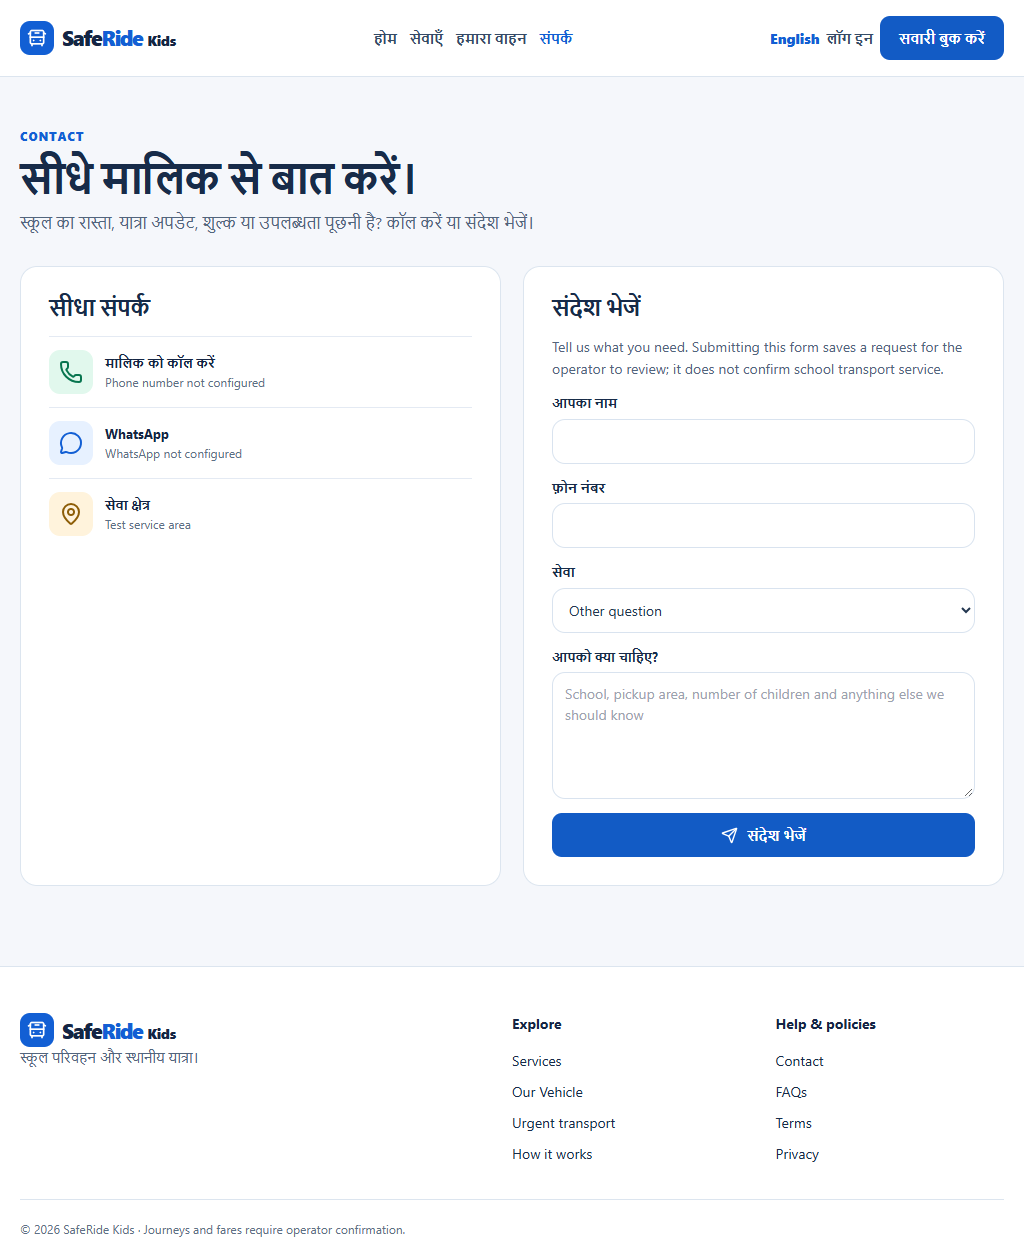 SafeRide Kids
होम सेवाएँ हमारा वाहन संपर्क
English लॉग इन सवारी बुक करें
CONTACT
सीधे मालिक से बात करें।
स्कूल का रास्ता, यात्रा अपडेट, शुल्क या उपलब्धता पूछनी है? कॉल करें या संदेश भेजें।
सीधा संपर्क
मालिक को कॉल करें
Phone number not configured
WhatsApp
WhatsApp not configured
सेवा क्षेत्र
Test service area
संदेश भेजें
Tell us what you need. Submitting this form saves a request for the
operator to review; it does not confirm school transport service.
आपका नाम
फ़ोन नंबर
सेवा
Other question
आपको क्या चाहिए?
School, pickup area, number of children and anything else we
should know
संदेश भेजें
SafeRide Kids
स्कूल परिवहन और स्थानीय यात्रा।
Explore
Services
Our Vehicle
Urgent transport
How it works
Help & policies
Contact
FAQs
Terms
Privacy
© 2026 SafeRide Kids · Journeys and fares require operator confirmation.